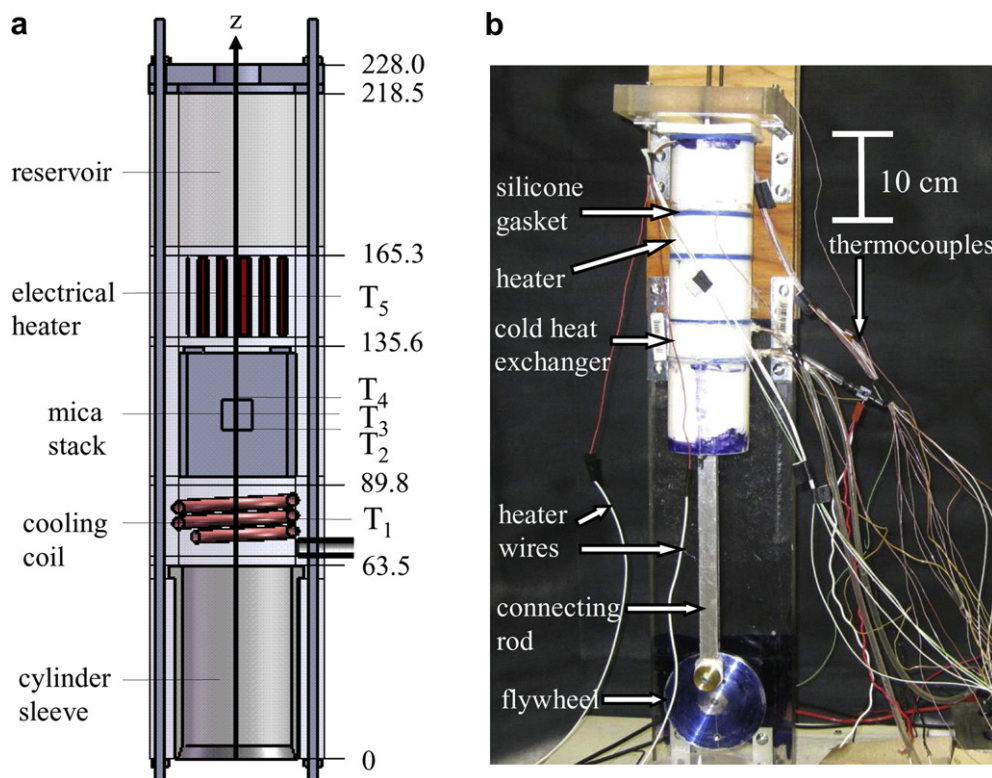 a
z
228.0
218.5
reservoir
165.3
electrical
heater
T5
135.6
mica
stack
T4
T3
T2
89.8
cooling
coil
T1
63.5
cylinder
sleeve
0
b
silicone
gasket
heater
cold heat
exchanger
heater
wires
connecting
rod
flywheel
10 cm
thermocouples